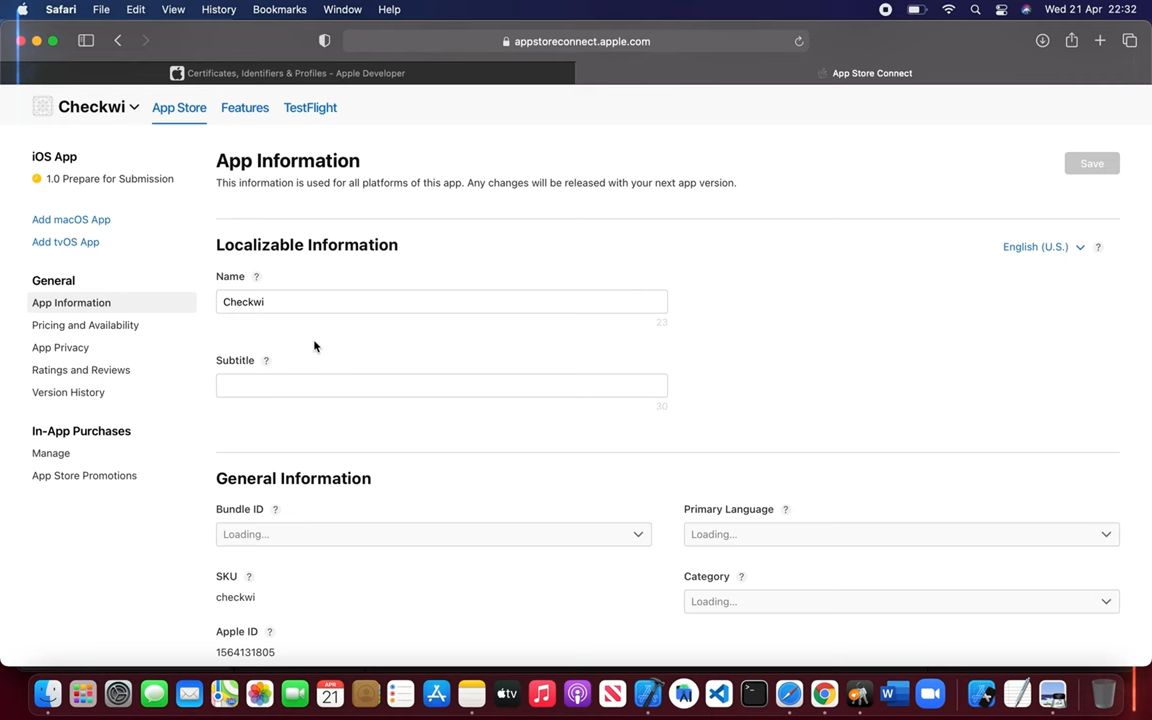 Safari File Edit View History Bookmarks Window Help Wed 21 Apr 22:32
appstoreconnect.apple.com
Certificates, Identifiers & Profiles - Apple Developer App Store Connect
Checkwi App Store Features TestFlight
iOS App
1.0 Prepare for Submission
Add macOS App
Add tvOS App
General
App Information
Pricing and Availability
App Privacy
Ratings and Reviews
Version History
In-App Purchases
Manage
App Store Promotions
App Information
Save
This information is used for all platforms of this app. Any changes will be released with your next app version.
Localizable Information
English (U.S.) ?
Name ?
Checkwi
23
Subtitle ?
30
General Information
Bundle ID ?
Loading...
Primary Language ?
Loading...
SKU ?
checkwi
Category ?
Loading...
Apple ID ?
1564131805
APR
21
tv
W